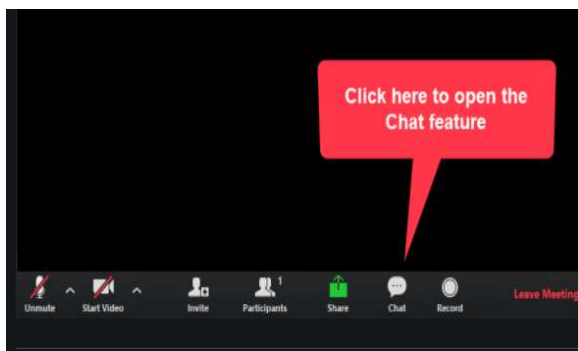 Click here to open the
Chat feature
1
Unmute Start Video Invite Participants Share Chat Record Leave Meeting